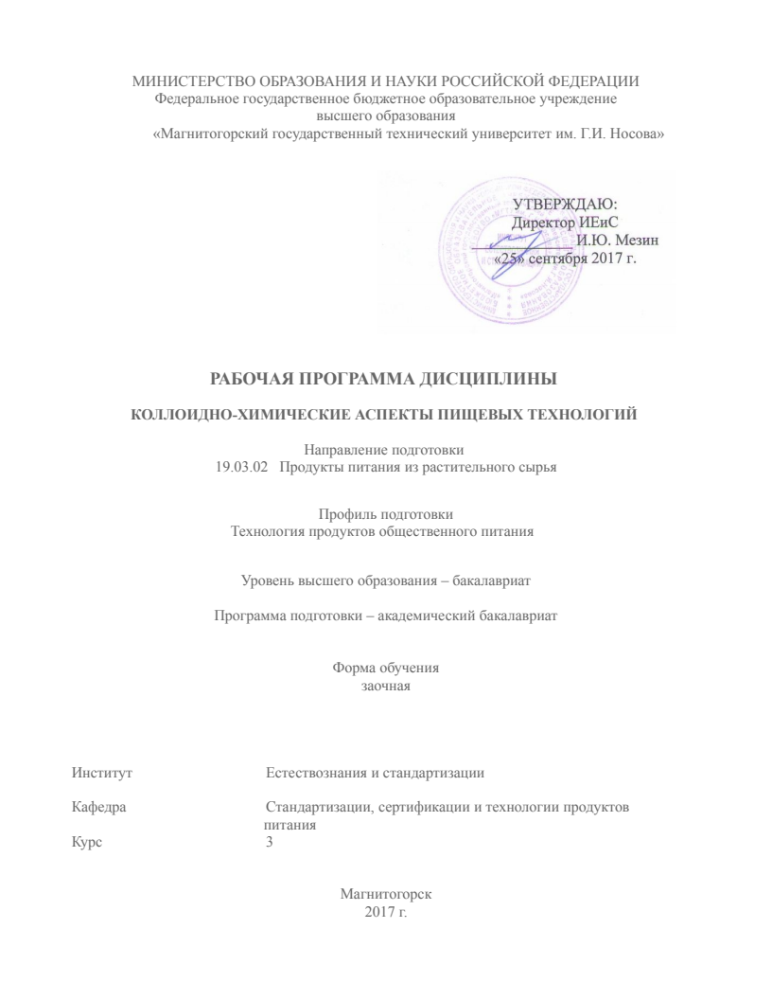 МИНИСТЕРСТВО ОБРАЗОВАНИЯ И НАУКИ РОССИЙСКОЙ ФЕДЕРАЦИИ
Федеральное государственное бюджетное образовательное учреждение
высшего образования
«Магнитогорский государственный технический университет им. Г.И. Носова»
УТВЕРЖДАЮ:
Директор ИЕиС
И.Ю. Мезин
«25» сентября 2017 г.
РАБОЧАЯ ПРОГРАММА ДИСЦИПЛИНЫ
КОЛЛОИДНО-ХИМИЧЕСКИЕ АСПЕКТЫ ПИЩЕВЫХ ТЕХНОЛОГИЙ
Направление подготовки
19.03.02 Продукты питания из растительного сырья
Профиль подготовки
Технология продуктов общественного питания
Уровень высшего образования – бакалавриат
Программа подготовки – академический бакалавриат
Форма обучения
заочная
Институт Естествознания и стандартизации
Кафедра Стандартизации, сертификации и технологии продуктов
питания
Курс 3
Магнитогорск
2017 г.